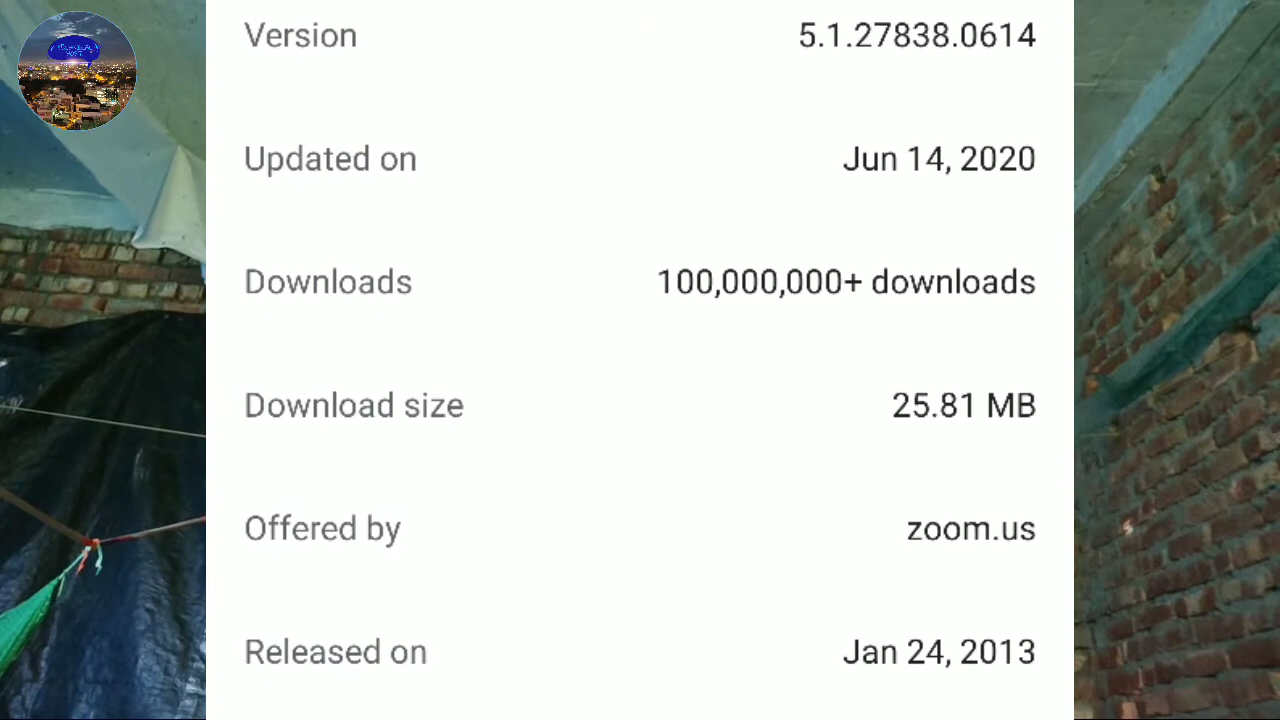 TECHNICAL
Version 5.1.27838.0614
Updated on Jun 14, 2020
Downloads 100,000,000+ downloads
Download size 25.81 MB
Offered by zoom.us
Released on Jan 24, 2013